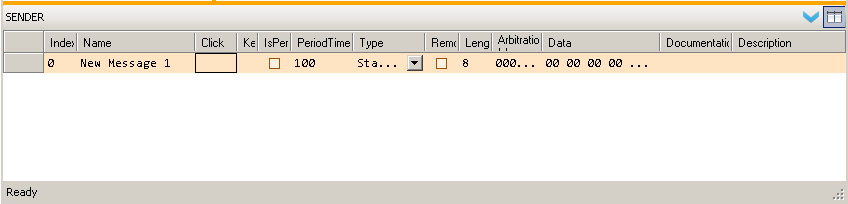 SENDER
Index Name Click Ke IsPer PeriodTime Type Remo Leng Arbitratio Data Documentatic Description
0 New Message 1 100 Sta... 8 000... 00 00 00 00 ...
Ready